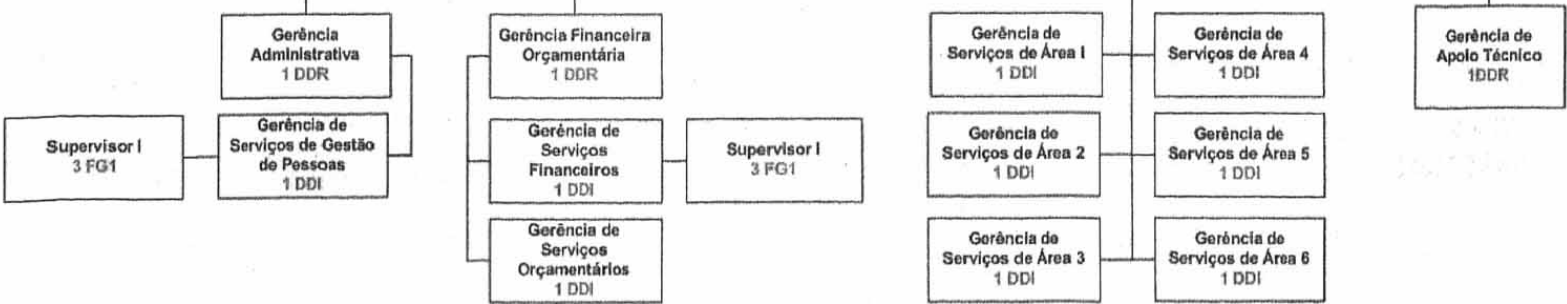 Gerência
Administrativa
1 DDR
Gerência Financeira
Orçamentária
1 DDR
Gerência de
Serviços de Área I
1 DDI
Gerência de
Serviços de Área 4
1 DDI
Gerência de
Apoio Técnico
1DDR
Supervisor I
3 FG1
Gerência de
Serviços de Gestão
de Pessoas
1 DDI
Gerência de
Serviços
Financeiros
1 DDI
Supervisor I
3 FG1
Gerência de
Serviços de Área 2
1 DDI
Gerência de
Serviços de Área 5
1 DDI
Gerência de
Serviços
Orçamentários
1 DDI
Gerência de
Serviços de Área 3
1 DDI
Gerência de
Serviços de Área 6
1 DDI